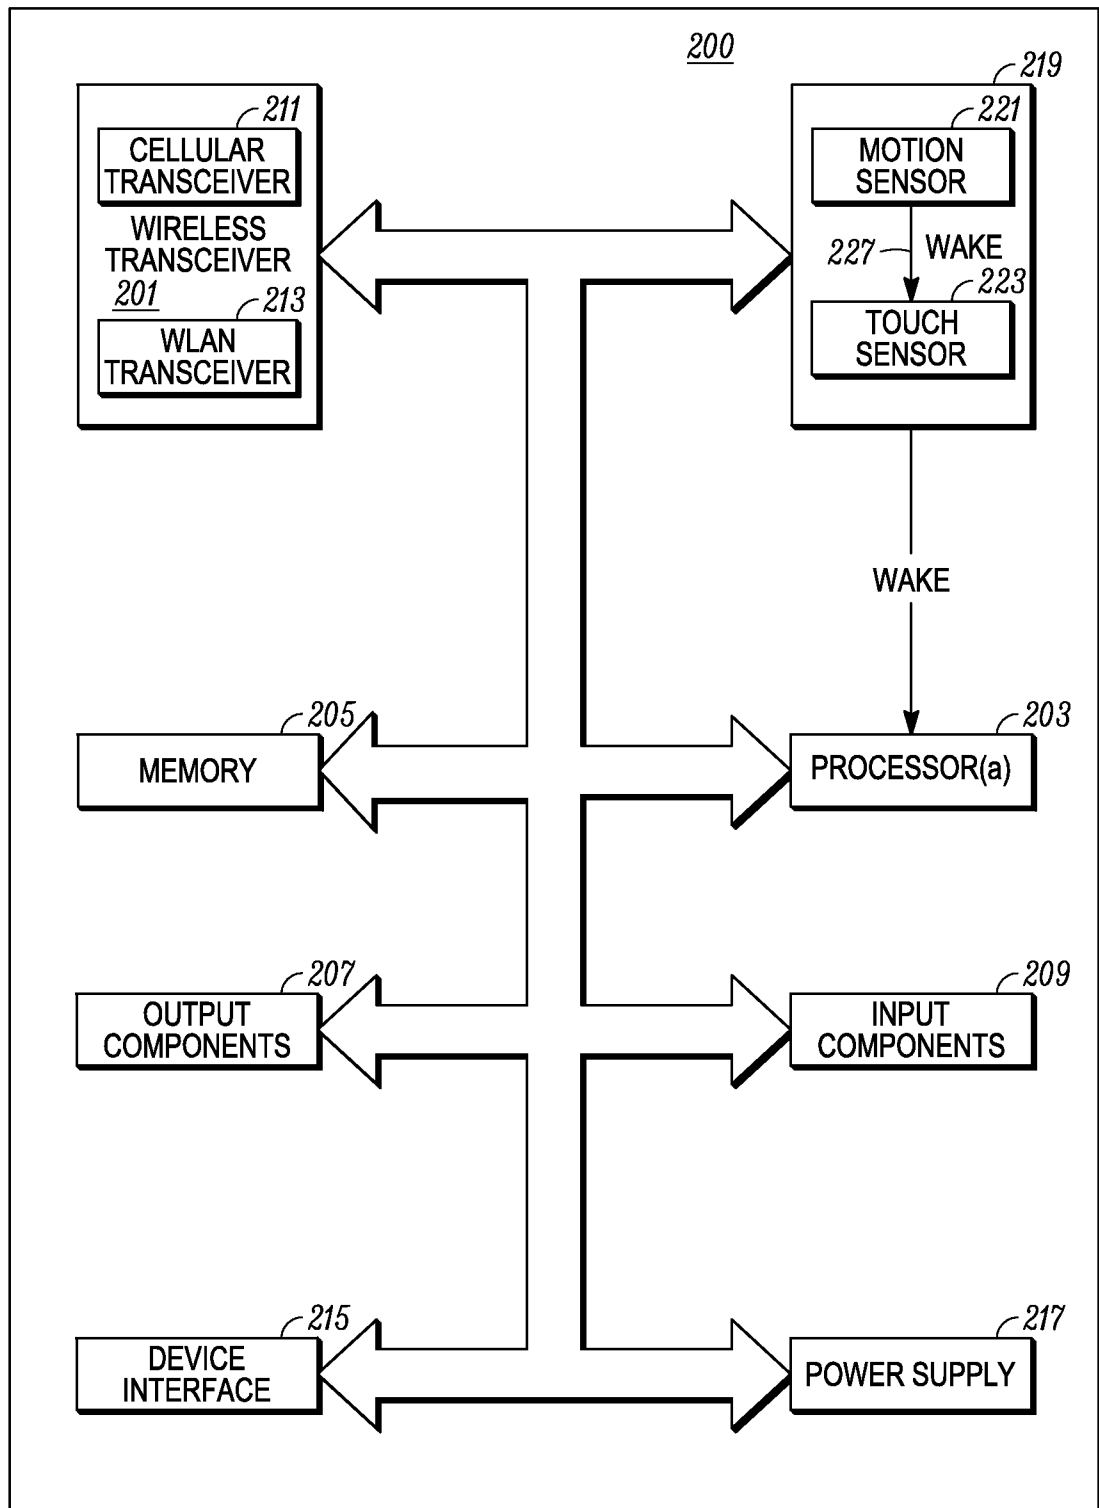 200
211
CELLULAR
TRANSCEIVER
WIRELESS
TRANSCEIVER
201
213
WLAN
TRANSCEIVER
219
221
MOTION
SENSOR
227
WAKE
223
TOUCH
SENSOR
WAKE
205
MEMORY
203
PROCESSOR(a)
207
OUTPUT
COMPONENTS
209
INPUT
COMPONENTS
215
DEVICE
INTERFACE
217
POWER SUPPLY